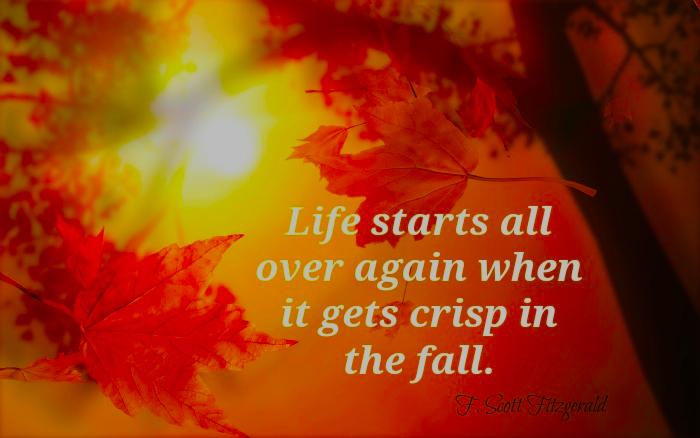 Life starts all
over again when
it gets crisp in
the fall.
F. Scott Fitzgerald